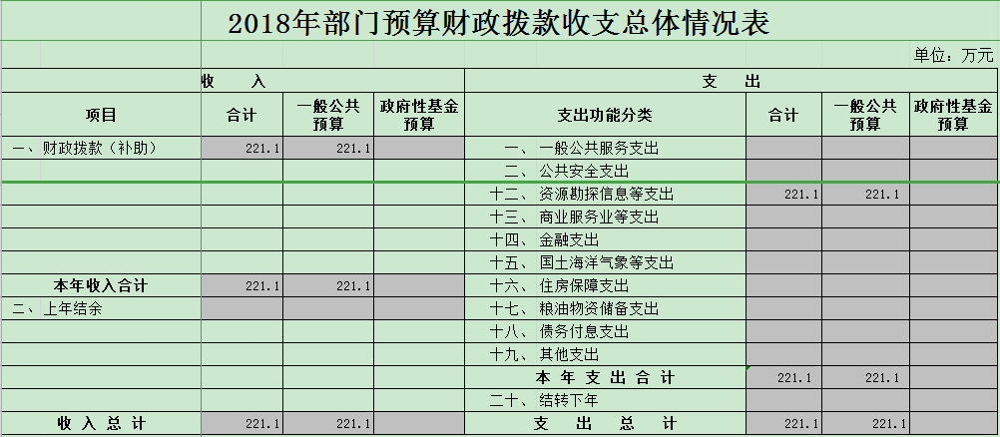 2018年部门预算财政拨款收支总体情况表
单位：万元
收 入 支 出
项目 合计 一般公共预算 政府性基金预算 支出功能分类 合计 一般公共预算 政府性基金预算
一、财政拨款（补助） 221.1 221.1 一、一般公共服务支出
二、公共安全支出
十二、资源勘探信息等支出 221.1 221.1
十三、商业服务业等支出
十四、金融支出
十五、国土海洋气象等支出
本年收入合计 221.1 221.1 十六、住房保障支出
二、上年结余 十七、粮油物资储备支出
十八、债务付息支出
十九、其他支出
本 年 支 出 合 计 221.1 221.1
二十、结转下年
收 入 总 计 221.1 221.1 支 出 总 计 221.1 221.1